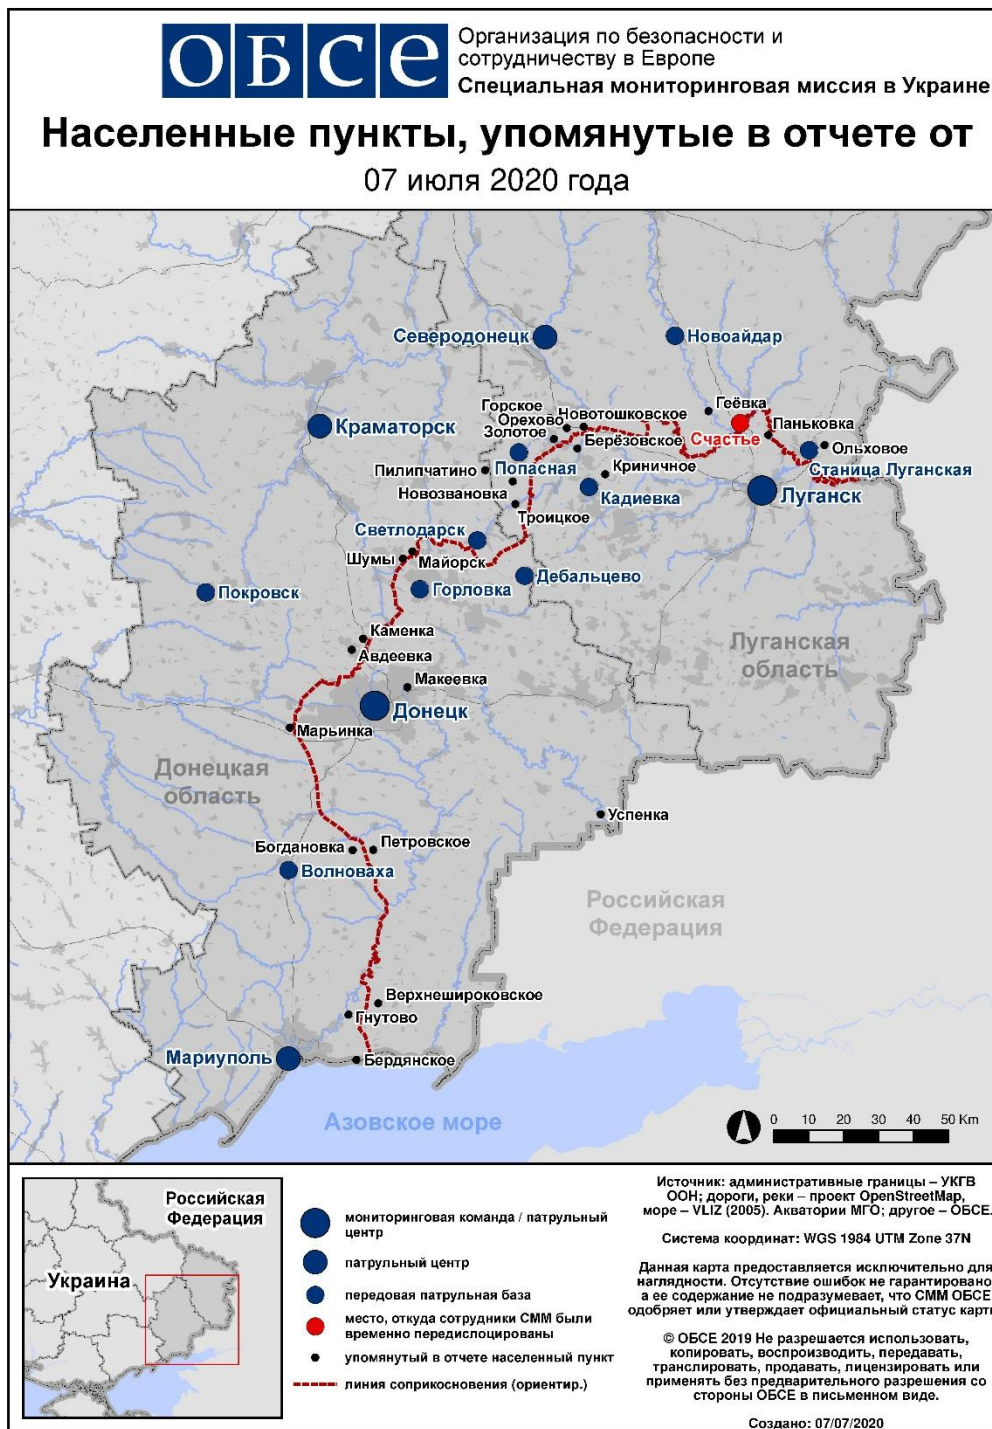 ОБСЕ
Организация по безопасности и
сотрудничеству в Европе
Специальная мониторинговая миссия в Украине
Населенные пункты, упомянутые в отчете от
07 июля 2020 года
Северодонецк
Новоайдар
Геёвка
Горское
Орехово
Новотошковское
Золотое
Краматорск
Счастье
Паньковка
Берёзовское
Ольховое
Пилипчатино
Попасная
Криничное
Станица Луганская
Новозвановка
Кадиевка
Луганск
Троицкое
Светлодарск
Шумы
Майорск
Дебальцево
Покровск
Горловка
Каменка
Луганская
область
Авдеевка
Макеевка
Донецк
Марьинка
Донецкая
область
Успенка
Богдановка
Петровское
Волноваха
Российская
Федерация
Верхнешироковское
Гнутово
Мариуполь
Бердянское
Азовское море
0 10 20 30 40 50 Km
Российская
Федерация
Украина
мониторинговая команда / патрульный
центр
патрульный центр
передовая патрульная база
место, откуда сотрудники СММ были
временно передислоцированы
упомянутый в отчете населенный пункт
линия соприкосновения (ориентир.)
Источник: административные границы – УКГВ
ООН; дороги, реки – проект OpenStreetMap,
море – VLIZ (2005). Акватории МГО; другое – ОБСЕ.
Система координат: WGS 1984 UTM Zone 37N
Данная карта предоставляется исключительно для
наглядности. Отсутствие ошибок не гарантировано
а ее содержание не подразумевает, что СММ ОБСЕ
одобряет или утверждает официальный статус карт
© ОБСЕ 2019 Не разрешается использовать,
копировать, воспроизводить, передавать,
транслировать, продавать, лицензировать или
применять без предварительного разрешения со
стороны ОБСЕ в письменном виде.
Создано: 07/07/2020